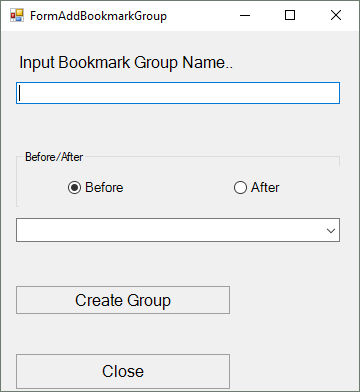 FormAddBookmarkGroup
Input Bookmark Group Name..
Before/After
Before
After
Create Group
Close